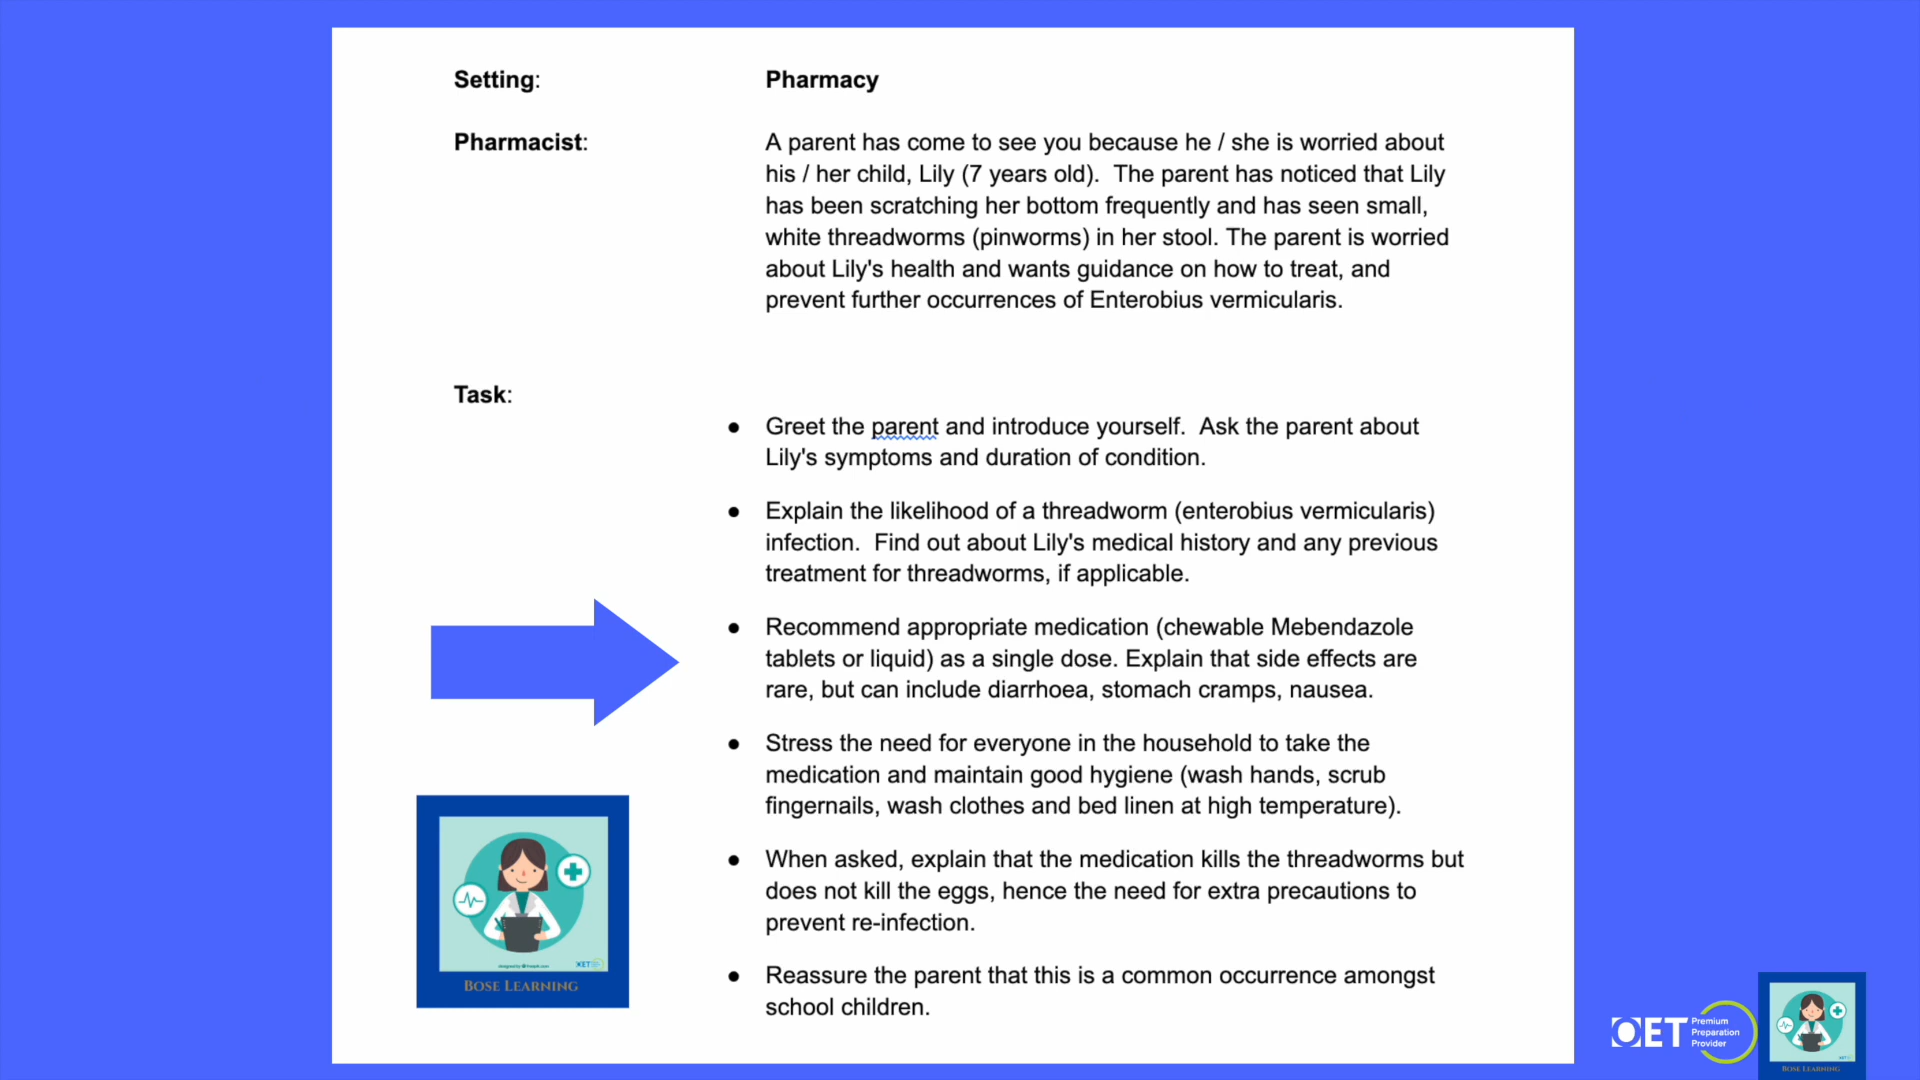 Setting: Pharmacy
Pharmacist: A parent has come to see you because he / she is worried about
his / her child, Lily (7 years old).  The parent has noticed that Lily
has been scratching her bottom frequently and has seen small,
white threadworms (pinworms) in her stool. The parent is worried
about Lily's health and wants guidance on how to treat, and
prevent further occurrences of Enterobius vermicularis.
Task:
● Greet the parent and introduce yourself.  Ask the parent about
Lily's symptoms and duration of condition.
● Explain the likelihood of a threadworm (enterobius vermicularis)
infection.  Find out about Lily's medical history and any previous
treatment for threadworms, if applicable.
● Recommend appropriate medication (chewable Mebendazole
tablets or liquid) as a single dose. Explain that side effects are
rare, but can include diarrhoea, stomach cramps, nausea.
● Stress the need for everyone in the household to take the
medication and maintain good hygiene (wash hands, scrub
fingernails, wash clothes and bed linen at high temperature).
● When asked, explain that the medication kills the threadworms but
does not kill the eggs, hence the need for extra precautions to
prevent re-infection.
● Reassure the parent that this is a common occurrence amongst
school children.
designed by freepik.com
OET
BOSE LEARNING
OET Premium
Preparation
Provider
BOSE LEARNING